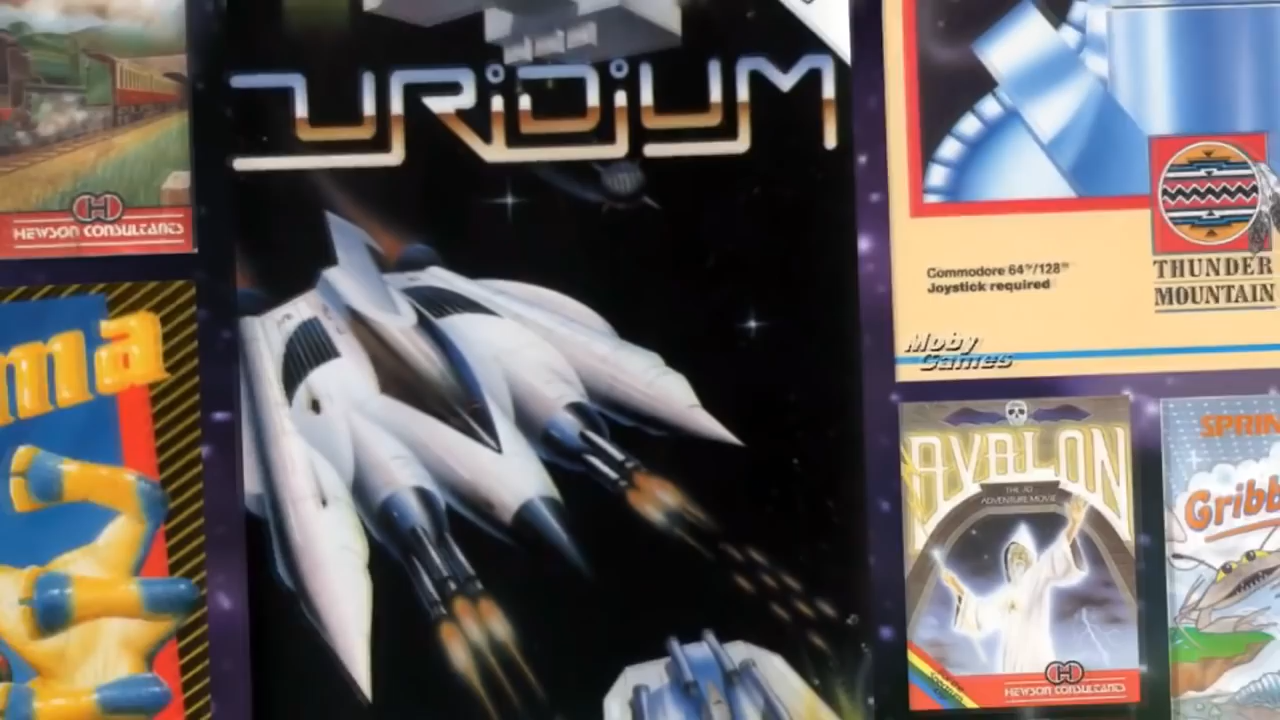 URIDIUM
HEWSON CONSULTANTS
ma
Commodore 64™/128™
Joystick required
THUNDER
MOUNTAIN
Moby
Games
AVALON
THE 3D
ADVENTURE MOVIE
HEWSON CONSULTANTS
SPRIN
Gribb